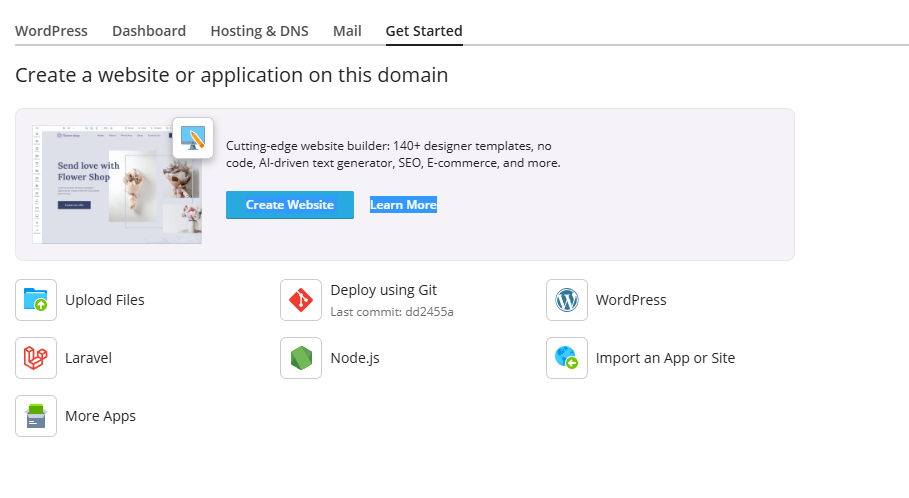 WordPress Dashboard Hosting & DNS Mail Get Started
Create a website or application on this domain
Send love with
Flower Shop
Cutting-edge website builder: 140+ designer templates, no
code, AI-driven text generator, SEO, E-commerce, and more.
Create Website Learn More
Upload Files
Deploy using Git
Last commit: dd2455a
WordPress
Laravel
Node.js
Import an App or Site
More Apps